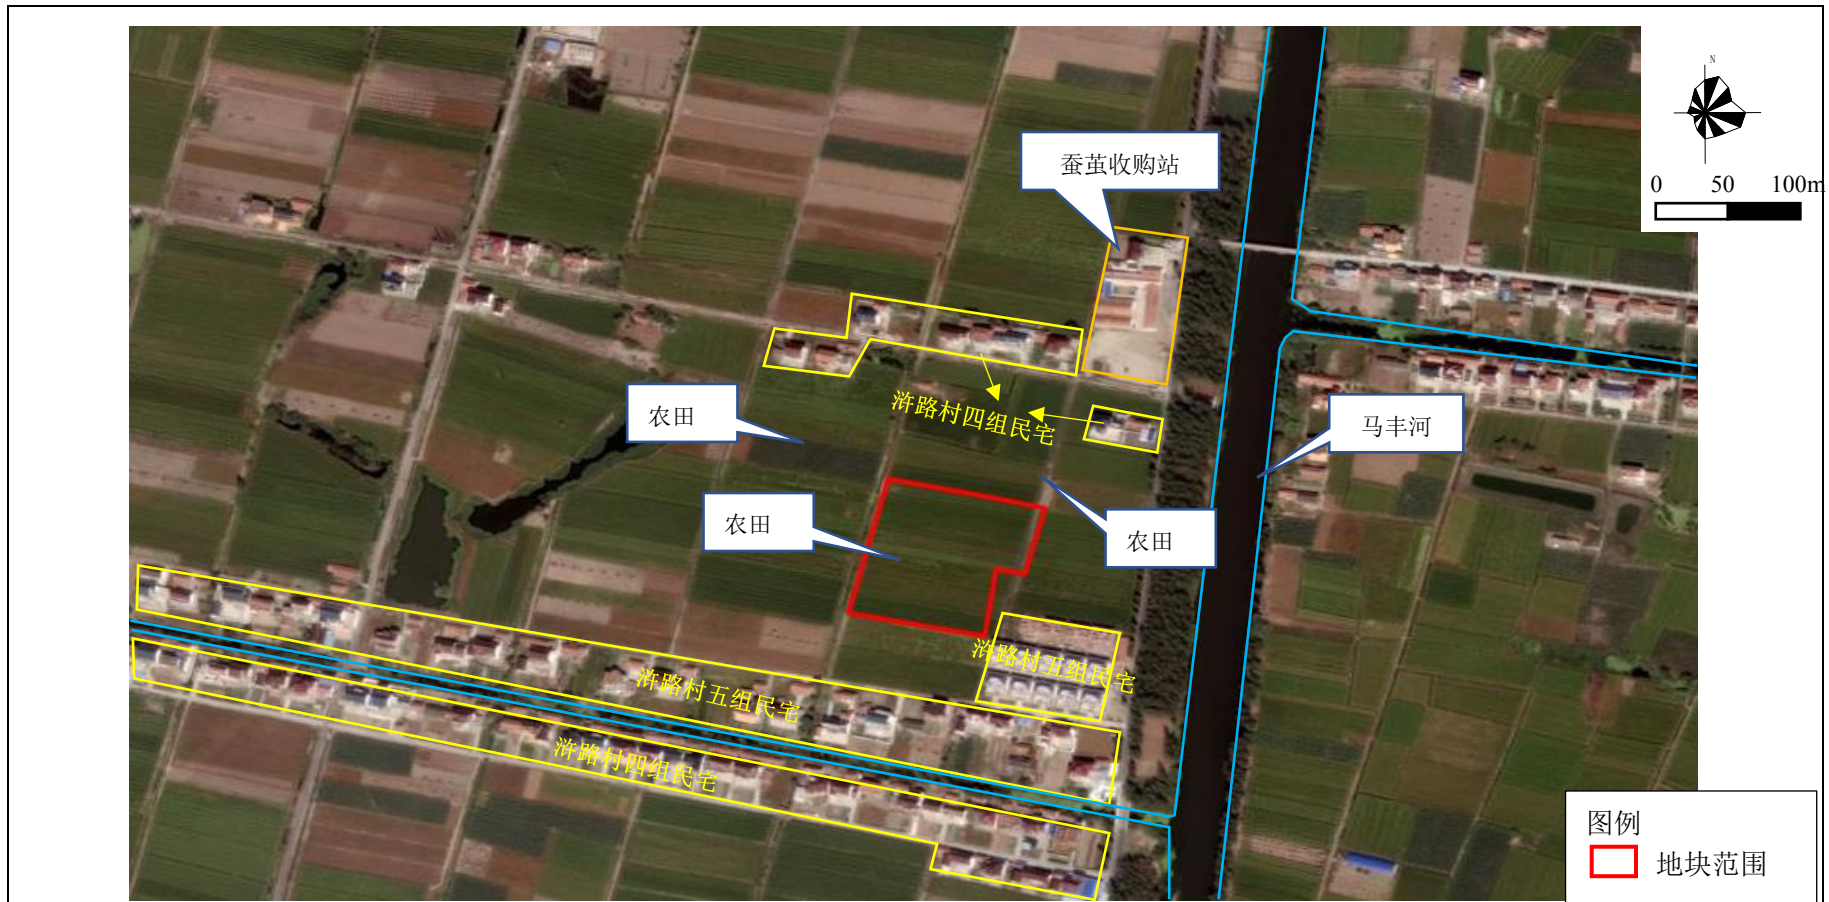 N
0 50 100m
蚕茧收购站
农田
浒路村四组民宅
马丰河
农田
农田
浒路村五组民宅
浒路村五组民宅
浒路村四组民宅
图例
地块范围